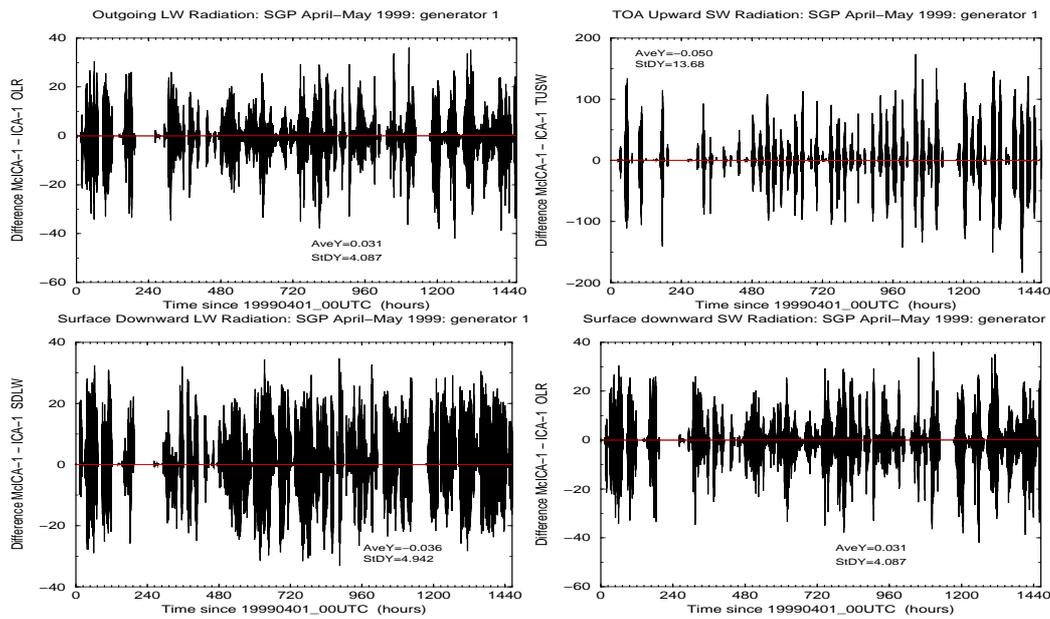 Outgoing LW Radiation: SGP April–May 1999: generator 1
40
20
0
−20
−40
−60
Difference McICA−1 − ICA−1 OLR
AveY=0.031
StDY=4.087
0 240 480 720 960 1200 1440
Time since 19990401_00UTC (hours)
TOA Upward SW Radiation: SGP April–May 1999: generator 1
200
100
0
−100
−200
Difference McICA−1 − ICA−1 TUSW
AveY=−0.050
StDY=13.68
0 240 480 720 960 1200 1440
Time since 19990401_00UTC (hours)
Surface Downward LW Radiation: SGP April–May 1999: generator 1
40
20
0
−20
−40
Difference McICA−1 − ICA−1 SDLW
AveY=−0.036
StDY=4.942
0 240 480 720 960 1200 1440
Time since 19990401_00UTC (hours)
Surface downward SW Radiation: SGP April–May 1999: generator
40
20
0
−20
−40
−60
Difference McICA−1 − ICA−1 OLR
AveY=0.031
StDY=4.087
0 240 480 720 960 1200 1440
Time since 19990401_00UTC (hours)